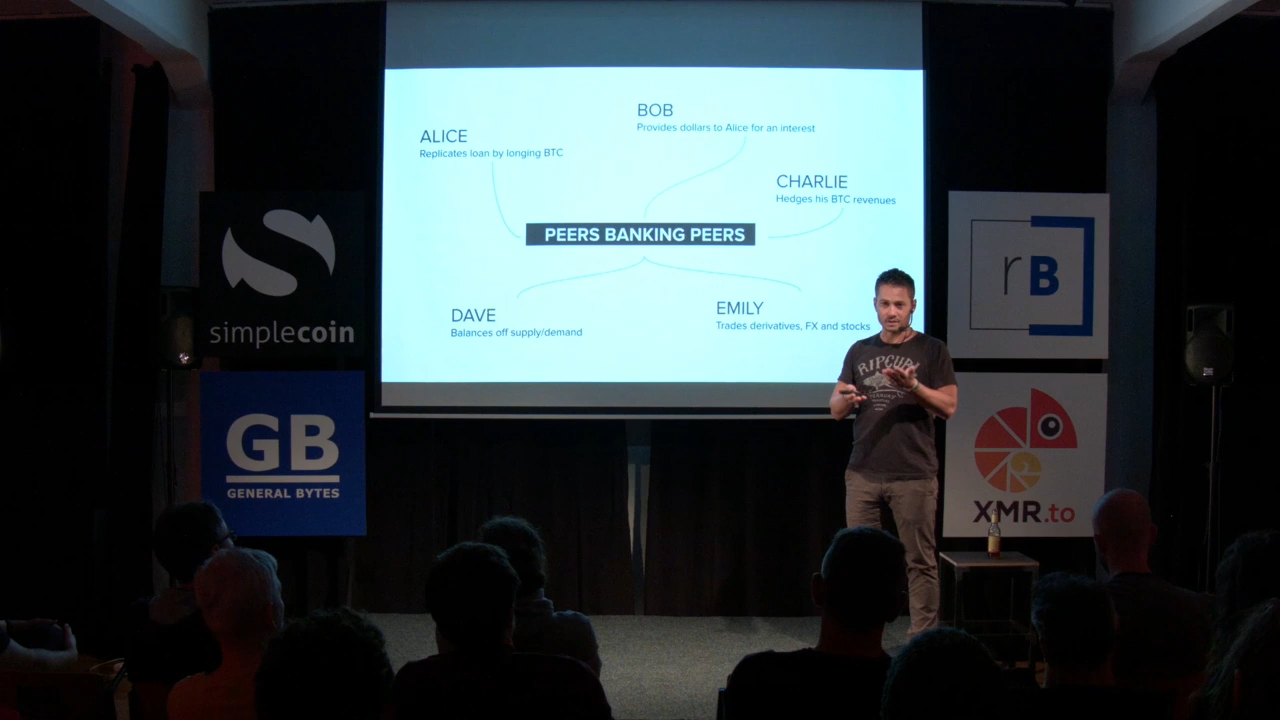 BOB
Provides dollars to Alice for an interest
ALICE
Replicates loan by longing BTC
CHARLIE
Hedges his BTC revenues
PEERS BANKING PEERS
EMILY
Trades derivatives, FX and stocks
DAVE
Balances off supply/demand
simplecoin
rB
GB
GENERAL BYTES
XMR.to
RIPCURL